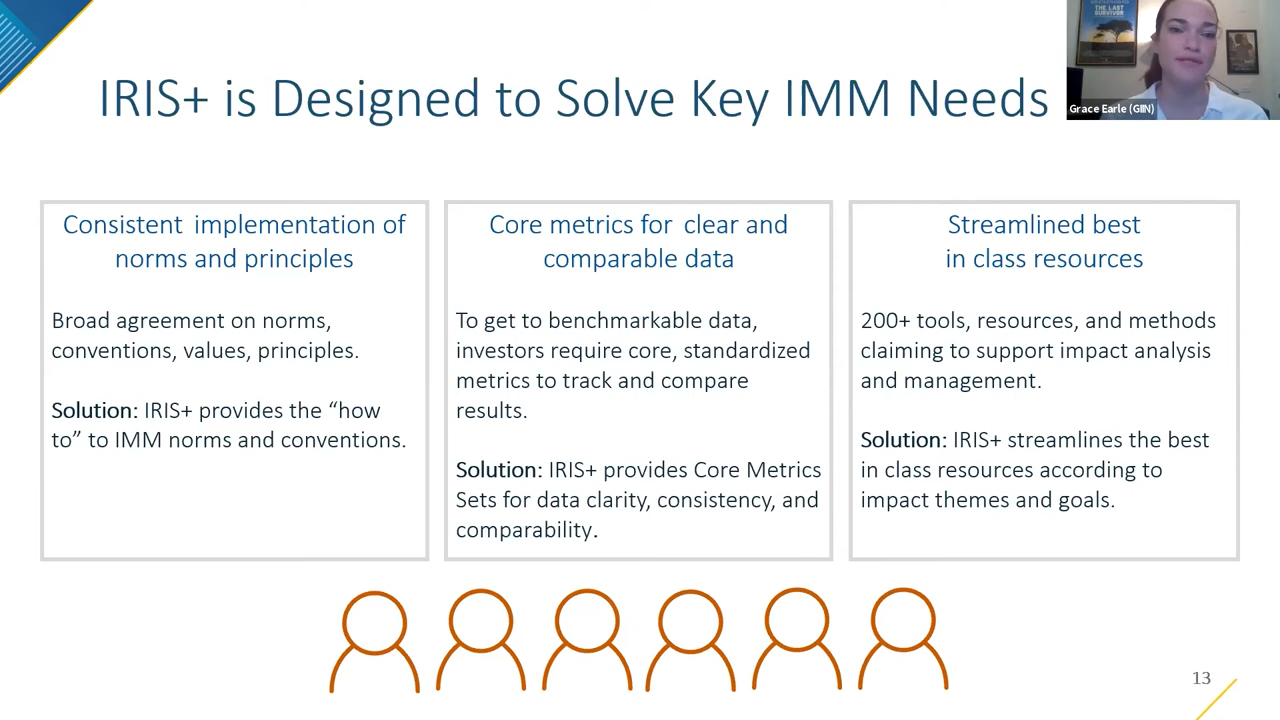 THE LAST
SURVIVOR
Grace Earle (GIIN)
IRIS+ is Designed to Solve Key IMM Needs
Consistent implementation of
norms and principles
Broad agreement on norms,
conventions, values, principles.
Solution: IRIS+ provides the “how
to” to IMM norms and conventions.
Core metrics for clear and
comparable data
To get to benchmarkable data,
investors require core, standardized
metrics to track and compare
results.
Solution: IRIS+ provides Core Metrics
Sets for data clarity, consistency, and
comparability.
Streamlined best
in class resources
200+ tools, resources, and methods
claiming to support impact analysis
and management.
Solution: IRIS+ streamlines the best
in class resources according to
impact themes and goals.
13